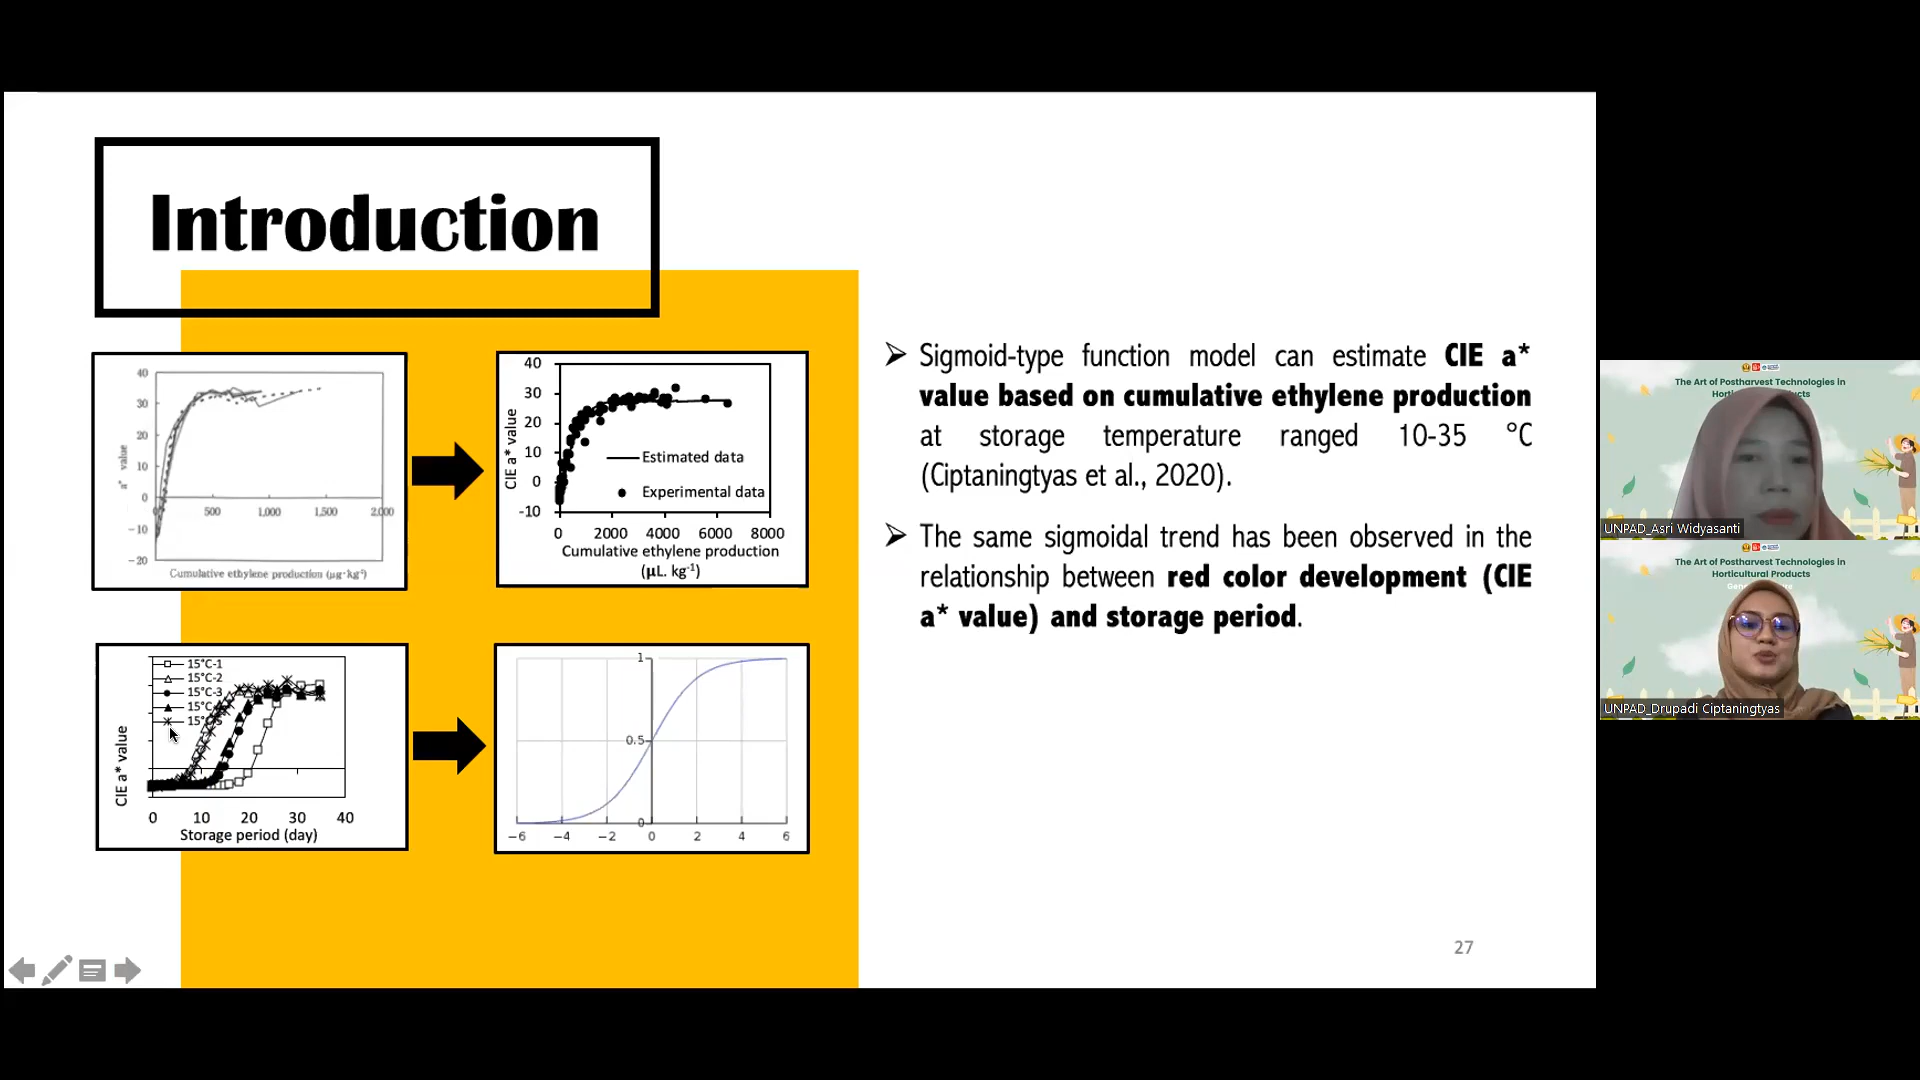 Introduction
40
30
20
10
0
−10
−20
a* value
0 500 1,000 1,500 2,000
Cumulative ethylene production (μg·kg⁻¹)
40
30
20
10
0
-10
CIE a* value
Estimated data
Experimental data
0 2000 4000 6000 8000
Cumulative ethylene production
(μL. kg⁻¹)
15°C-1
15°C-2
15°C-3
15°C
15°C
CIE a* value
0 10 20 30 40
Storage period (day)
1
0.5
0
−6 −4 −2 0 2 4 6
➢ Sigmoid-type function model can estimate CIE a*
value based on cumulative ethylene production
at storage temperature ranged 10-35 °C
(Ciptaningtyas et al., 2020).
➢ The same sigmoidal trend has been observed in the
relationship between red color development (CIE
a* value) and storage period.
27
The Art of Postharvest Technologies in
UNPAD_Asri Widyasanti
The Art of Postharvest Technologies in
Horticultural Products
UNPAD_Drupadi Ciptaningtyas